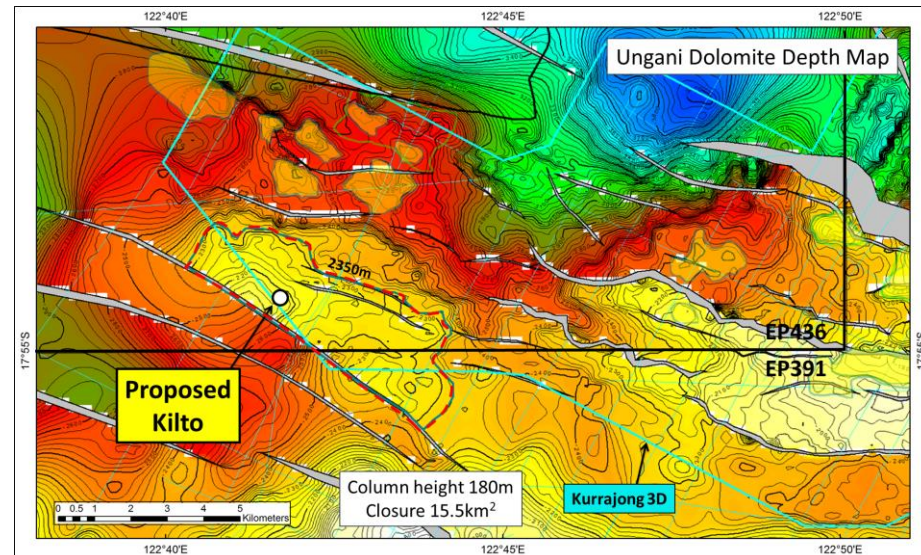 122°40'E
122°45'E
122°50'E
Ungani Dolomite Depth Map
2350m
17°55'S
17°55'S
EP436
EP391
Proposed
Kilto
Column height 180m
Closure 15.5km²
Kurrajong 3D
0 0.5 1 2 3 4 5
Kilometers
122°40'E
122°45'E
122°50'E